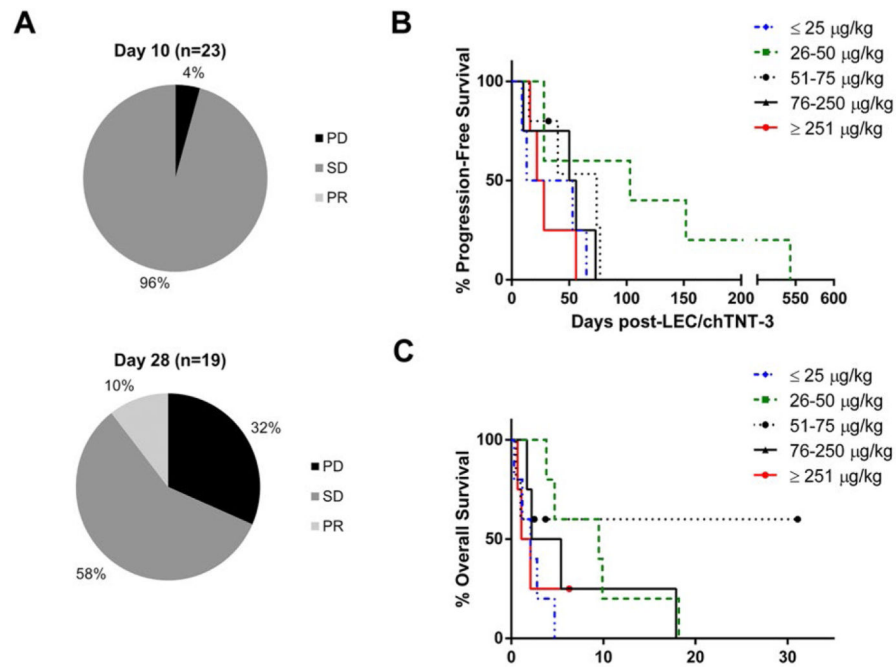 A
Day 10 (n=23)
4%
96%
PD
SD
PR
Day 28 (n=19)
10%
32%
58%
PD
SD
PR
B
≤ 25 μg/kg
26-50 μg/kg
51-75 μg/kg
76-250 μg/kg
≥ 251 μg/kg
% Progression-Free Survival
100
50
0
0 50 100 150 200 550 600
Days post-LEC/chTNT-3
C
≤ 25 μg/kg
26-50 μg/kg
51-75 μg/kg
76-250 μg/kg
≥ 251 μg/kg
% Overall Survival
100
50
0
0 10 20 30